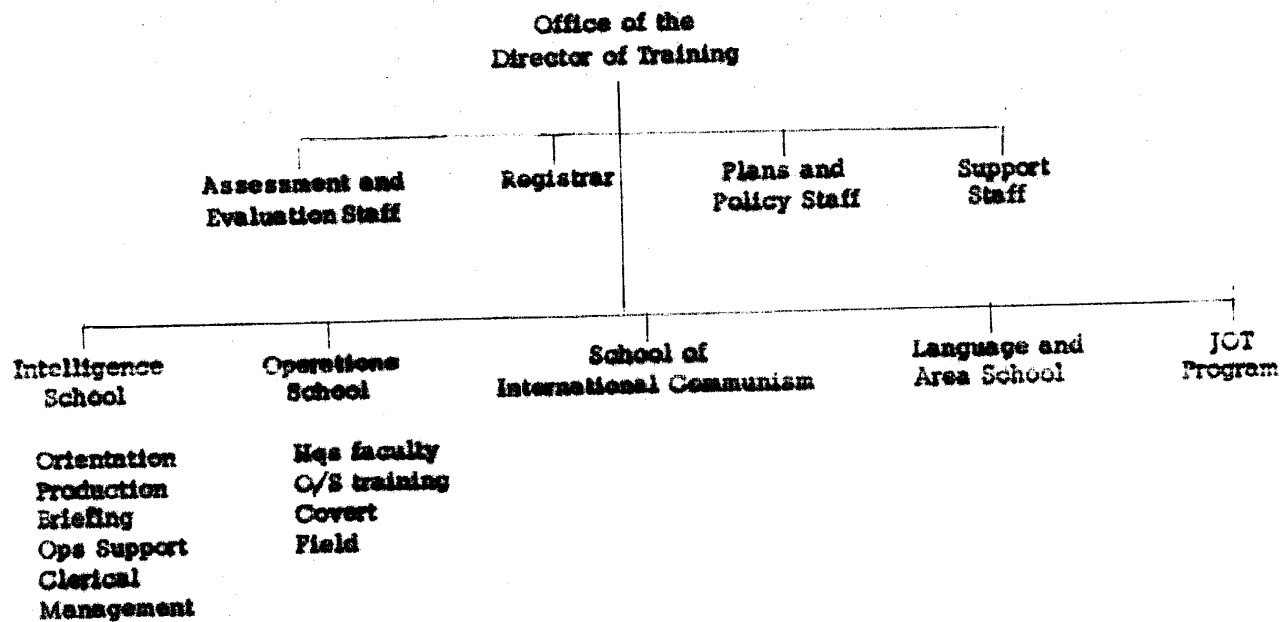 Office of the
Director of Training
Assessment and
Evaluation Staff
Registrar
Plans and
Policy Staff
Support
Staff
Intelligence
School
Operations
School
School of
International Communism
Language and
Area School
JOT
Program
Orientation
Production
Briefing
Ops Support
Clerical
Management
Hqs faculty
O/S training
Covert
Field